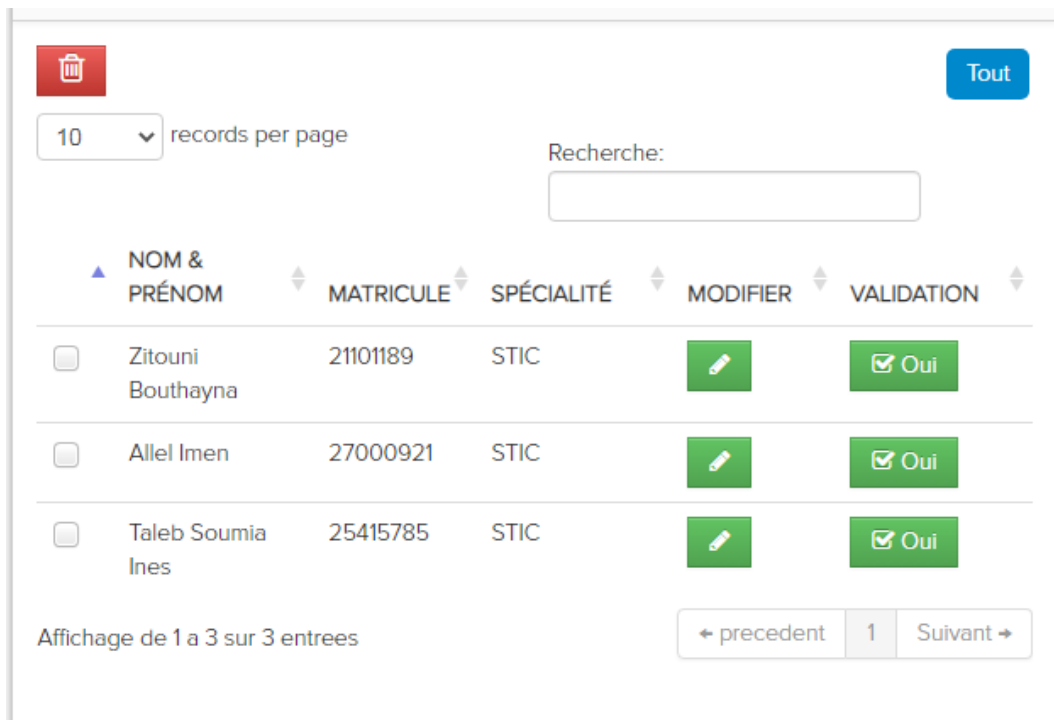 Tout
10 records per page
Recherche:
NOM &
PRÉNOM MATRICULE SPÉCIALITÉ MODIFIER VALIDATION
Zitouni 21101189 STIC Oui
Bouthayna
Allel Imen 27000921 STIC Oui
Taleb Soumia 25415785 STIC Oui
Ines
Affichage de 1 a 3 sur 3 entrees
← precedent 1 Suivant →